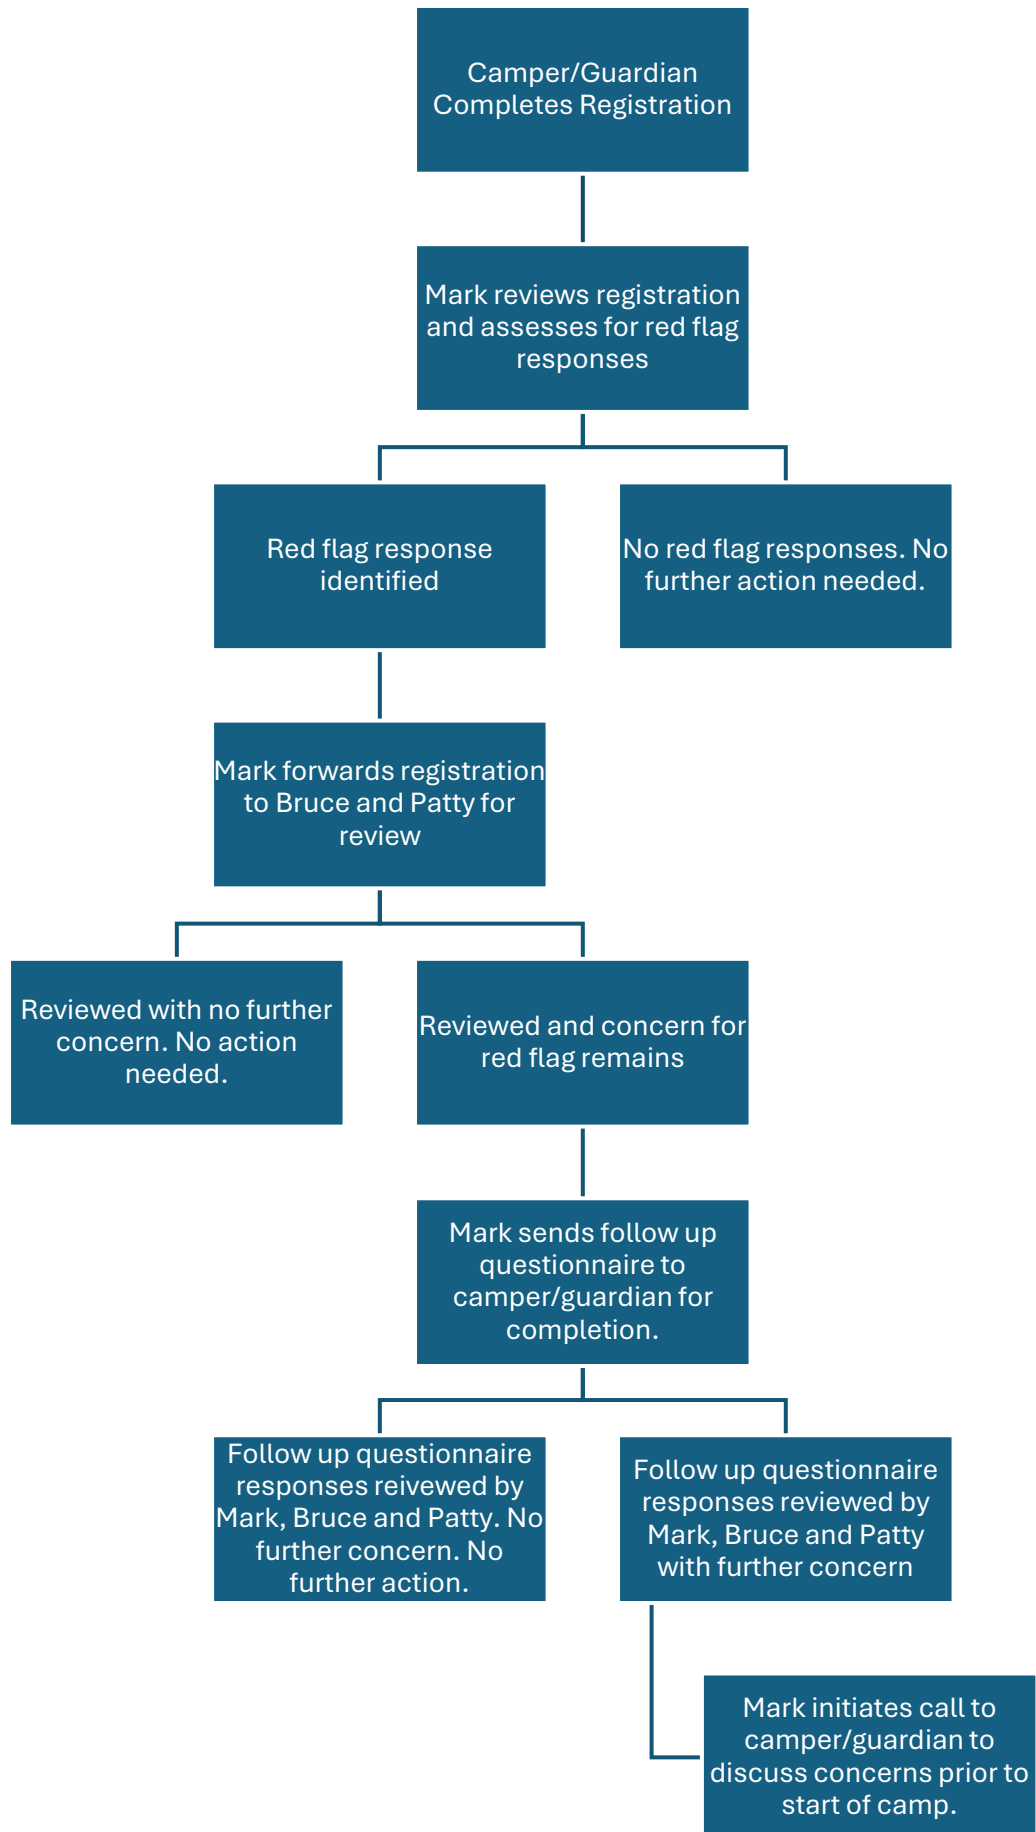 Camper/Guardian
Completes Registration
Mark reviews registration
and assesses for red flag
responses
Red flag response
identified
No red flag responses. No
further action needed.
Mark forwards registration
to Bruce and Patty for
review
Reviewed with no further
concern. No action
needed.
Reviewed and concern for
red flag remains
Mark sends follow up
questionnaire to
camper/guardian for
completion.
Follow up questionnaire
responses reivewed by
Mark, Bruce and Patty. No
further concern. No
further action.
Follow up questionnaire
responses reviewed by
Mark, Bruce and Patty
with further concern
Mark initiates call to
camper/guardian to
discuss concerns prior to
start of camp.